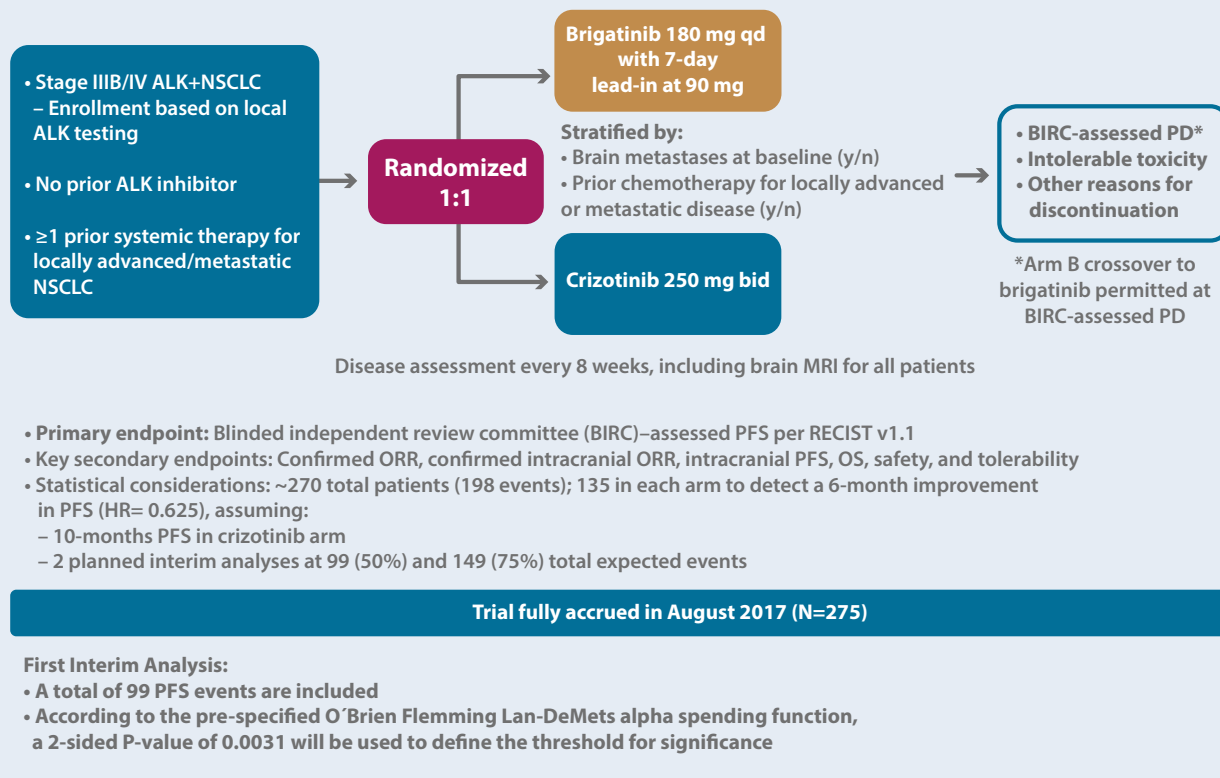 • Stage IIIB/IV ALK+NSCLC
– Enrollment based on local
ALK testing
• No prior ALK inhibitor
• ≥1 prior systemic therapy for
locally advanced/metastatic
NSCLC
Randomized
1:1
Brigatinib 180 mg qd
with 7-day
lead-in at 90 mg
Stratified by:
• Brain metastases at baseline (y/n)
• Prior chemotherapy for locally advanced
or metastatic disease (y/n)
Crizotinib 250 mg bid
• BIRC-assessed PD*
• Intolerable toxicity
• Other reasons for
discontinuation
*Arm B crossover to
brigatinib permitted at
BIRC-assessed PD
Disease assessment every 8 weeks, including brain MRI for all patients
• Primary endpoint: Blinded independent review committee (BIRC)–assessed PFS per RECIST v1.1
• Key secondary endpoints: Confirmed ORR, confirmed intracranial ORR, intracranial PFS, OS, safety, and tolerability
• Statistical considerations: ~270 total patients (198 events); 135 in each arm to detect a 6-month improvement
in PFS (HR= 0.625), assuming:
– 10-months PFS in crizotinib arm
– 2 planned interim analyses at 99 (50%) and 149 (75%) total expected events
Trial fully accrued in August 2017 (N=275)
First Interim Analysis:
• A total of 99 PFS events are included
• According to the pre-specified O´Brien Flemming Lan-DeMets alpha spending function,
a 2-sided P-value of 0.0031 will be used to define the threshold for significance